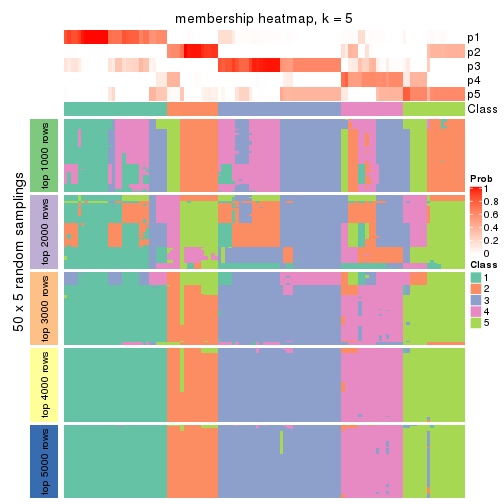 membership heatmap, k = 5
p1
p2
p3
p4
p5
Class
50 x 5 random samplings
top 1000 rows
top 2000 rows
top 3000 rows
top 4000 rows
top 5000 rows
Prob
1
0.8
0.6
0.4
0.2
0
Class
1
2
3
4
5